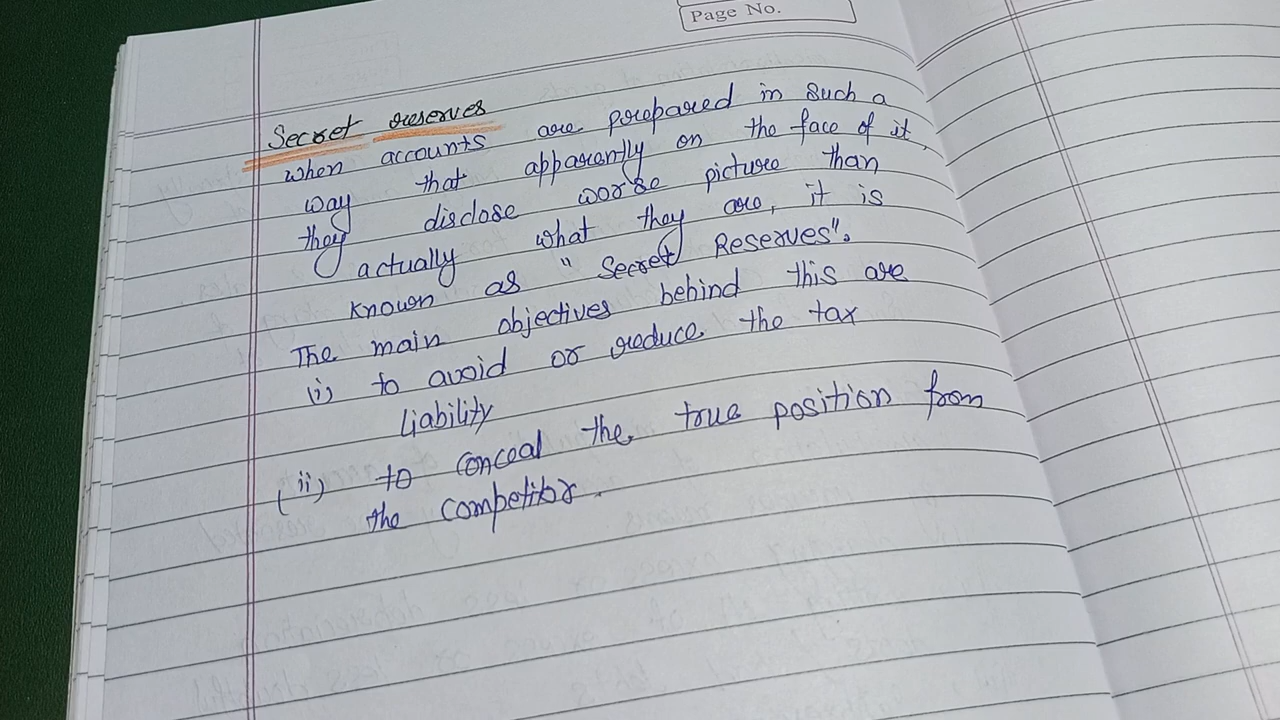 Page No.
Secret reserves
when accounts are prepared in such a
way that apparently on the face of it,
they disclose worse picture than
actually what they are, it is
known as "Secret Reserves".
The main objectives behind this are
(i) to avoid or reduce the tax
liability
(ii) to conceal the true position from
the competitor.